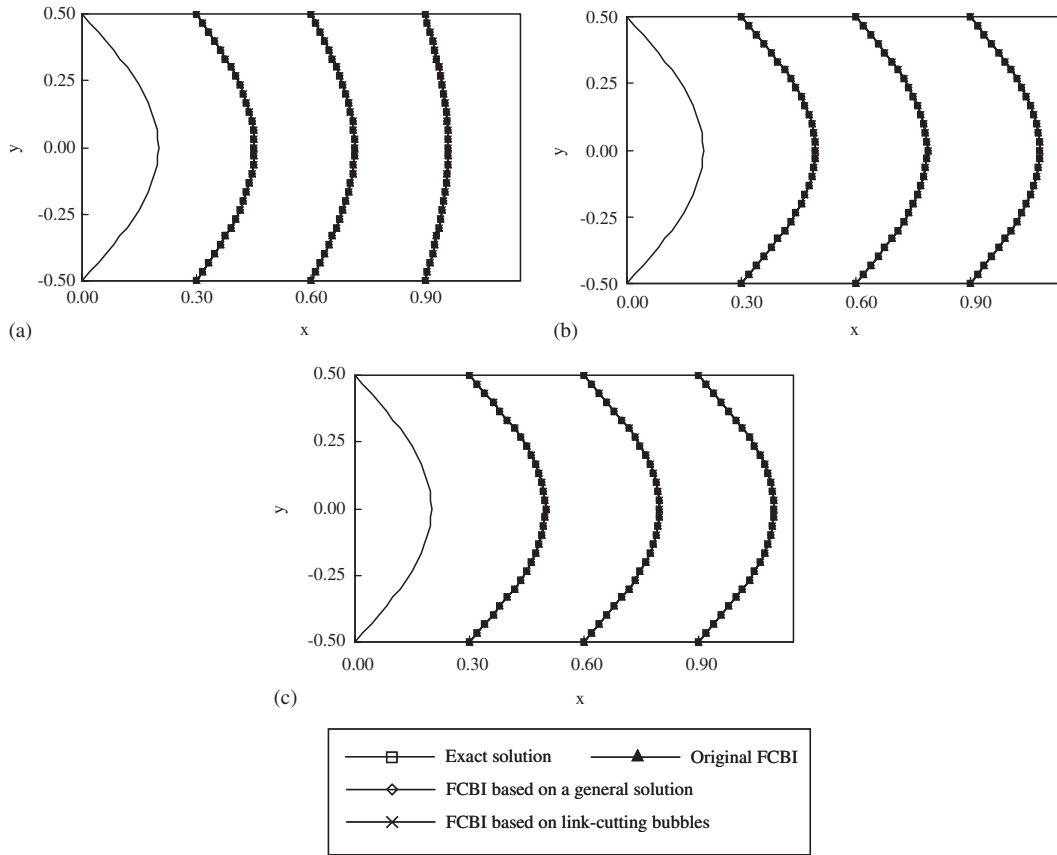 0.50
0.25
0.00
-0.25
-0.50
y
0.00 0.30 0.60 0.90
x
(a)
0.50
0.25
0.00
-0.25
-0.50
y
0.00 0.30 0.60 0.90
x
(b)
0.50
0.25
0.00
-0.25
-0.50
y
0.00 0.30 0.60 0.90
x
(c)
Exact solution Original FCBI
FCBI based on a general solution
FCBI based on link-cutting bubbles